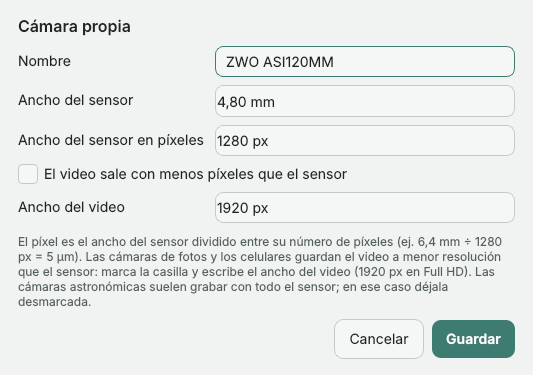 Cámara propia
Nombre
ZWO ASI120MM
Ancho del sensor
4,80 mm
Ancho del sensor en píxeles
1280 px
El video sale con menos píxeles que el sensor
Ancho del video
1920 px
El píxel es el ancho del sensor dividido entre su número de píxeles (ej. 6,4 mm ÷ 1280
px = 5 µm). Las cámaras de fotos y los celulares guardan el video a menor resolución
que el sensor: marca la casilla y escribe el ancho del video (1920 px en Full HD). Las
cámaras astronómicas suelen grabar con todo el sensor; en ese caso déjala
desmarcada.
Cancelar
Guardar